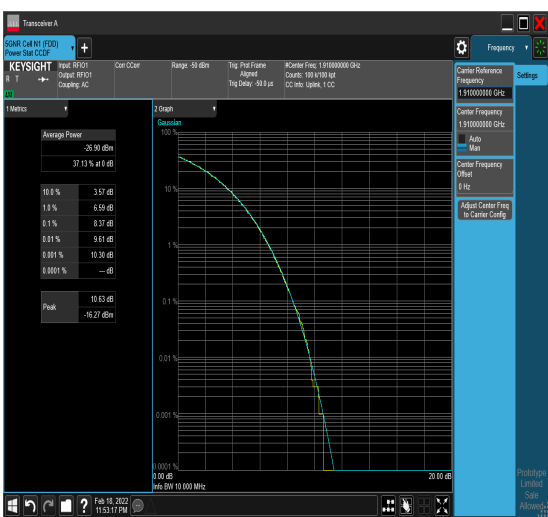 Transceiver A
5GNR Cell N1 (FDD)
Power Stat CCDF
Frequency
KEYSIGHT
R T
Input: RFIO1
Output: RFIO1
Coupling: AC
Corr CCorr
Range: -50 dBm
Trig: Prot Frame
Aligned
Trig Delay: -50.0 µs
#Center Freq: 1.910000000 GHz
Counts: 100 k/100 kpt
CC Info: Uplink, 1 CC
Carrier Reference
Frequency
1.910000000 GHz
Settings
Center Frequency
1.910000000 GHz
Auto
Man
Center Frequency
Offset
0 Hz
Adjust Center Freq
to Carrier Config
1 Metrics
Average Power
-26.90 dBm
37.13 % at 0 dB
10.0 % 3.57 dB
1.0 % 6.59 dB
0.1 % 8.37 dB
0.01 % 9.61 dB
0.001 % 10.30 dB
0.0001 % --- dB
Peak
10.63 dB
-16.27 dBm
2 Graph
Gaussian
100 %
10 %
1 %
0.1 %
0.01 %
0.001 %
0.0001 %
0.00 dB
20.00 dB
Info BW 10.000 MHz
Feb 18, 2022
11:53:17 PM
Prototype
Limited
Sale
Allowed